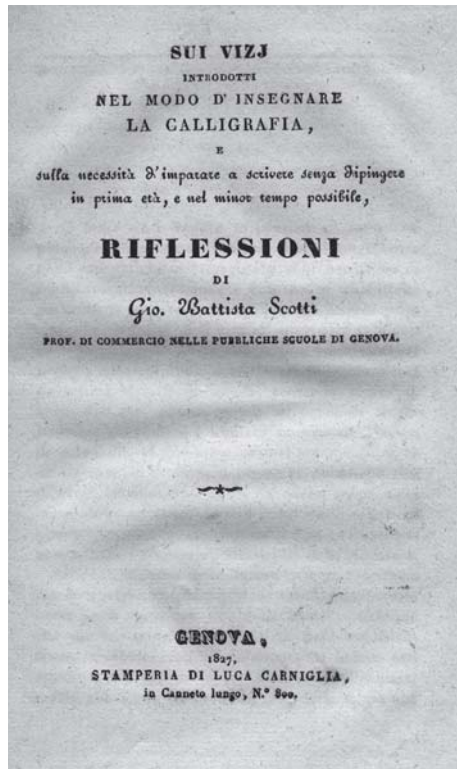 SUI VIZJ
INTRODOTTI
NEL MODO D' INSEGNARE
LA CALLIGRAFIA,
E
sulla necessità d'imparare a scrivere senza dipingere
in prima età, e nel minor tempo possibile,
RIFLESSIONI
DI
Gio. Battista Scotti
PROF. DI COMMERCIO NELLE PUBBLICHE SCUOLE DI GENOVA.
GENOVA,
1827,
STAMPERIA DI LUCA CARNIGLIA,
in Canneto lungo, N.° 800.